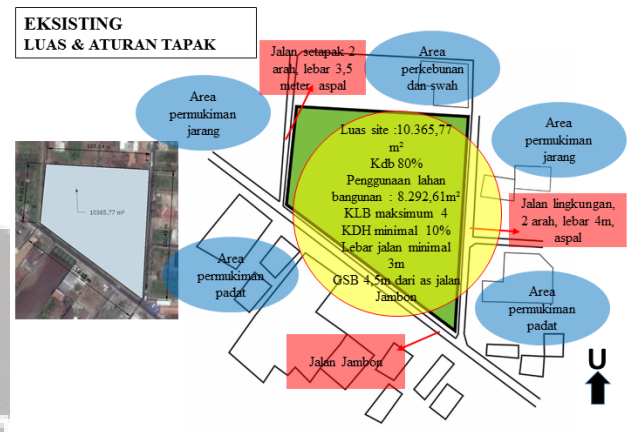 EKSISTING
LUAS & ATURAN TAPAK
Jalan setapak 2
arah, lebar 3,5
meter, aspal
Area
perkebunan
dan swah
Area
permukiman
jarang
Area
permukiman
jarang
Luas site :10.365,77
m²
Kdb 80%
Penggunaan lahan
bangunan : 8.292,61m²
KLB maksimum 4
KDH minimal 10%
Lebar jalan minimal
3m
GSB 4,5m dari as jalan
Jambon
Jalan lingkungan,
2 arah, lebar 4m,
aspal
10365.77 m²
Area
permukiman
padat
Area
permukiman
padat
Jalan Jambon
U